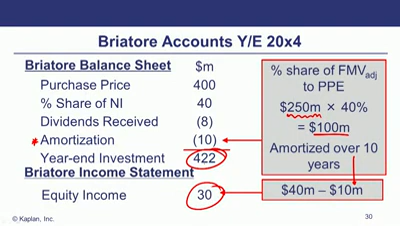 Briatore Accounts Y/E 20x4
Briatore Balance Sheet $m
Purchase Price 400
% Share of NI 40
Dividends Received (8)
* Amortization (10)
Year-end Investment 422
Briatore Income Statement
Equity Income 30
% share of FMVadj
to PPE
$250m × 40%
= $100m
Amortized over 10
years
$40m – $10m
© Kaplan, Inc.
30